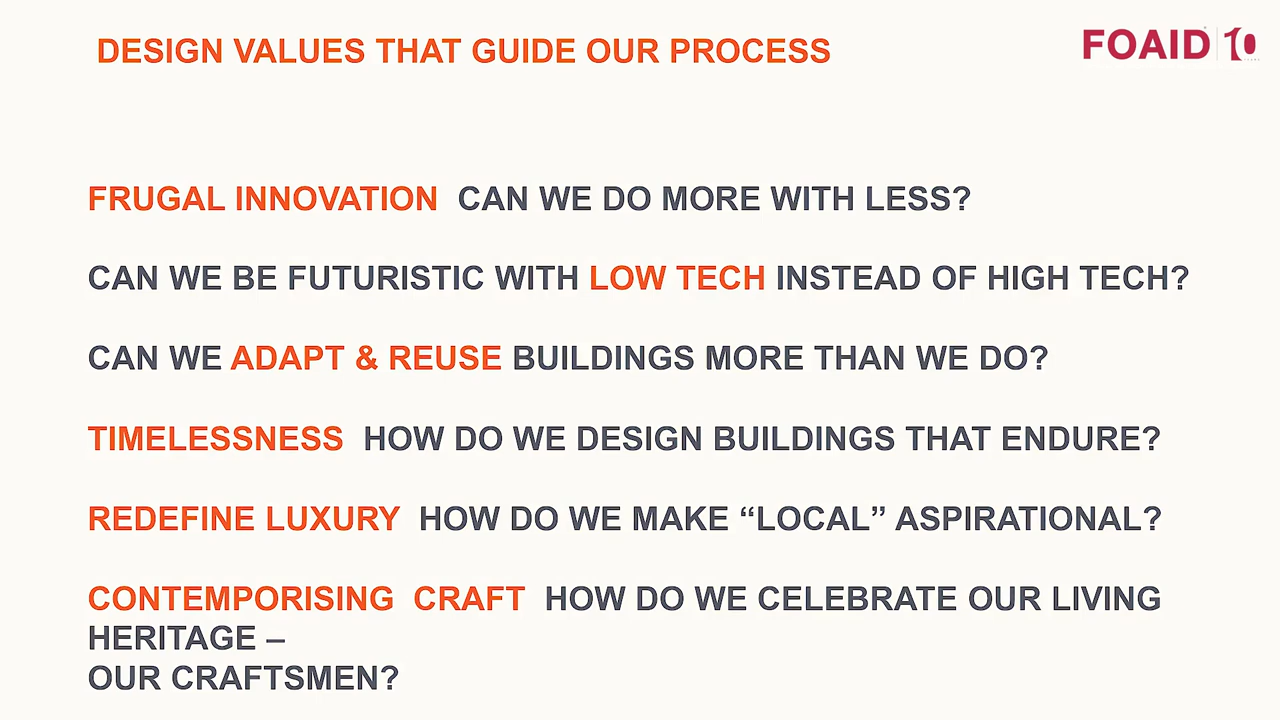 DESIGN VALUES THAT GUIDE OUR PROCESS
FOAID 10
FRUGAL INNOVATION CAN WE DO MORE WITH LESS?
CAN WE BE FUTURISTIC WITH LOW TECH INSTEAD OF HIGH TECH?
CAN WE ADAPT & REUSE BUILDINGS MORE THAN WE DO?
TIMELESSNESS HOW DO WE DESIGN BUILDINGS THAT ENDURE?
REDEFINE LUXURY HOW DO WE MAKE “LOCAL” ASPIRATIONAL?
CONTEMPORISING CRAFT HOW DO WE CELEBRATE OUR LIVING
HERITAGE –
OUR CRAFTSMEN?